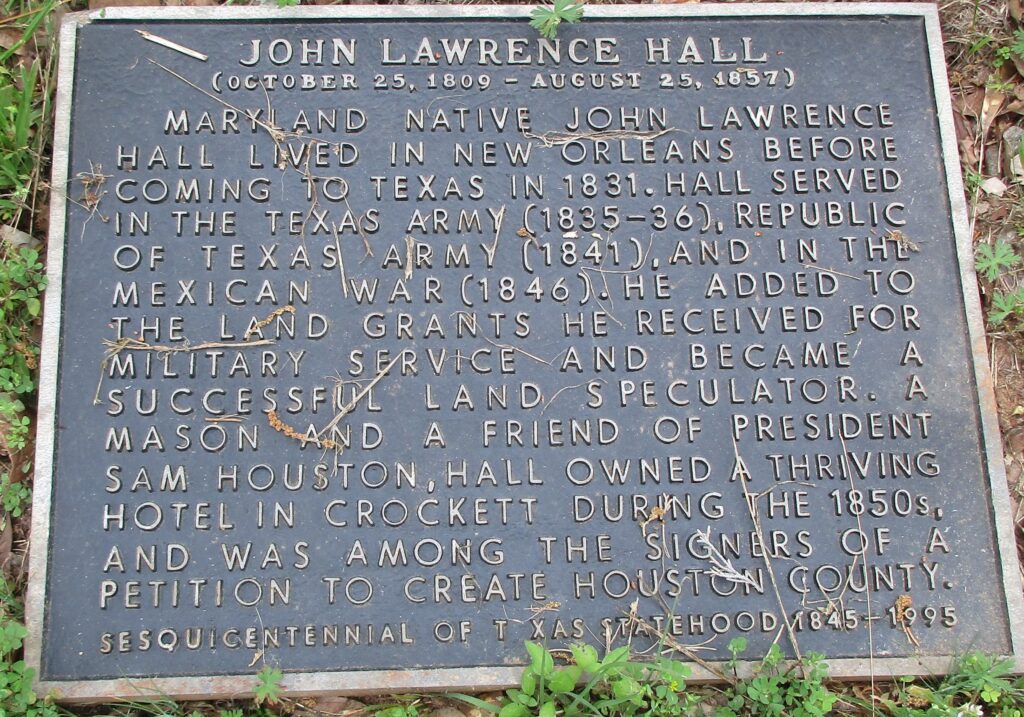 JOHN LAWRENCE HALL
(OCTOBER 25, 1809 – AUGUST 25, 1857)
MARYLAND NATIVE JOHN LAWRENCE
HALL LIVED IN NEW ORLEANS BEFORE
COMING TO TEXAS IN 1831. HALL SERVED
IN THE TEXAS ARMY (1835–36), REPUBLIC
OF TEXAS ARMY (1841), AND IN THE
MEXICAN WAR (1846). HE ADDED TO
THE LAND GRANTS HE RECEIVED FOR
MILITARY SERVICE AND BECAME A
SUCCESSFUL LAND SPECULATOR. A
MASON AND A FRIEND OF PRESIDENT
SAM HOUSTON, HALL OWNED A THRIVING
HOTEL IN CROCKETT DURING THE 1850s,
AND WAS AMONG THE SIGNERS OF A
PETITION TO CREATE HOUSTON COUNTY.
SESQUICENTENNIAL OF TEXAS STATEHOOD 1845–1995